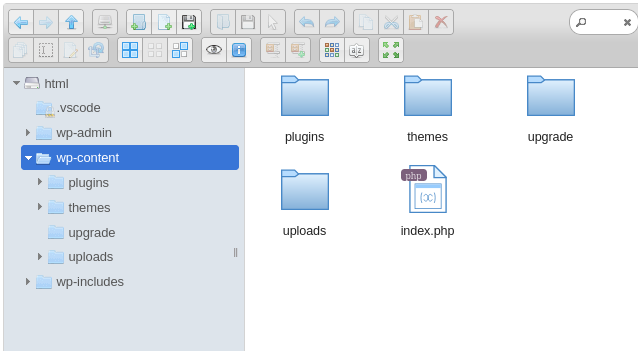 html
.vscode
wp-admin
wp-content
plugins
themes
upgrade
uploads
wp-includes
plugins themes upgrade
php
uploads index.php